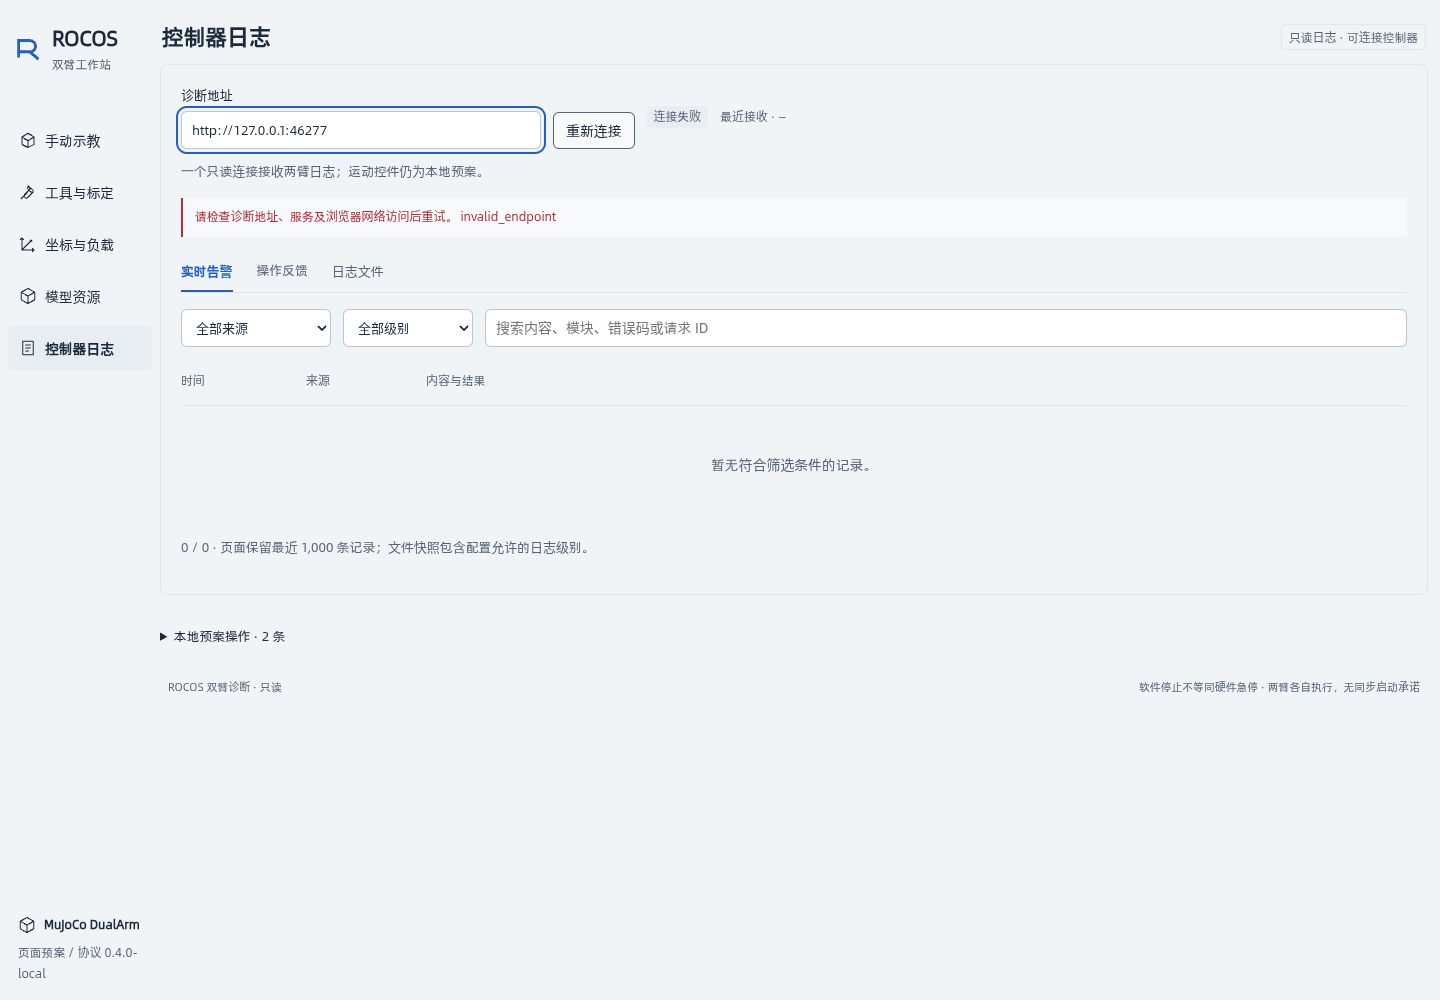 ROCOS
双臂工作站
手动示教
工具与标定
坐标与负载
模型资源
控制器日志
MuJoCo DualArm
页面预案 / 协议 0.4.0-
local
控制器日志
只读日志 · 可连接控制器
诊断地址
http://127.0.0.1:46277
重新连接
连接失败
最近接收 · —
一个只读连接接收两臂日志；运动控件仍为本地预案。
请检查诊断地址、服务及浏览器网络访问后重试。 invalid_endpoint
实时告警
操作反馈
日志文件
全部来源
全部级别
搜索内容、模块、错误码或请求 ID
时间
来源
内容与结果
暂无符合筛选条件的记录。
0 / 0 · 页面保留最近 1,000 条记录；文件快照包含配置允许的日志级别。
本地预案操作 · 2 条
ROCOS 双臂诊断 · 只读
软件停止不等同硬件急停 · 两臂各自执行，无同步启动承诺